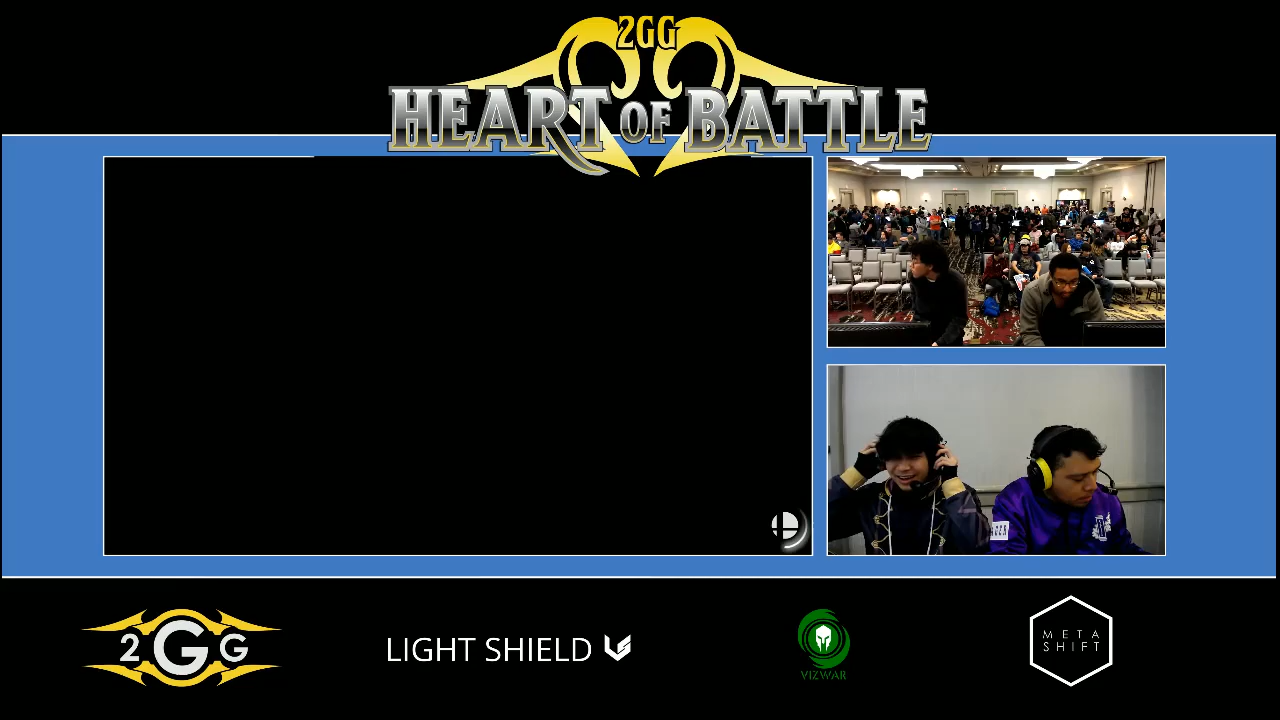 2GG
HEART OF BATTLE
2GG
LIGHT SHIELD
VIZWAR
META
SHIFT